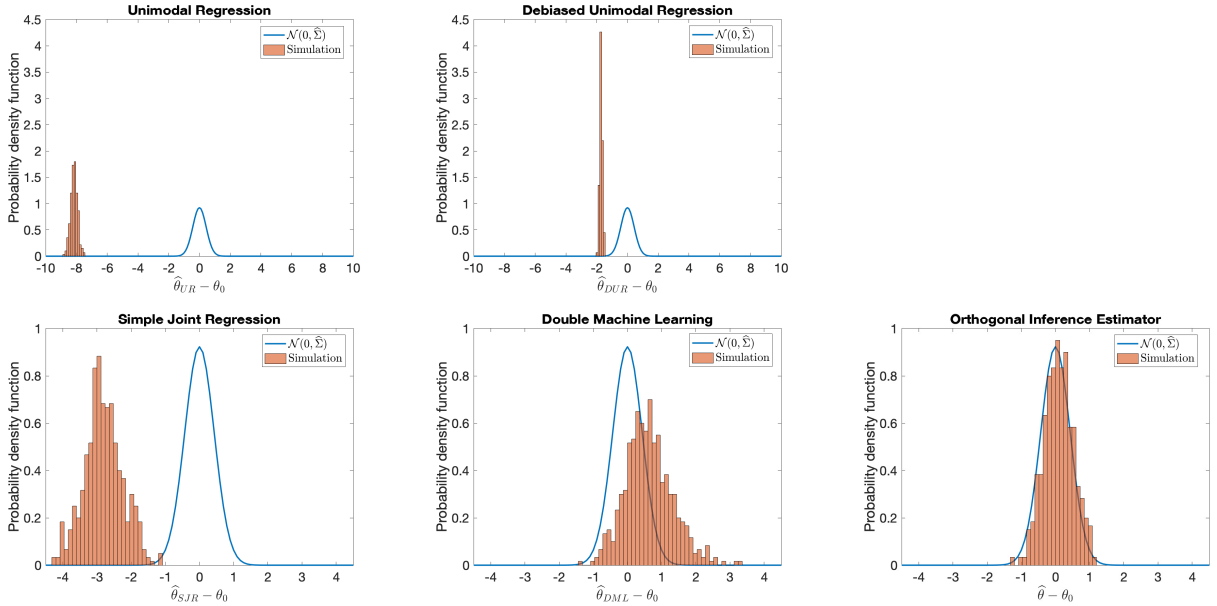 Unimodal Regression
Probability density function
4.5
4
3.5
3
2.5
2
1.5
1
0.5
0
𝒩(0, Σ̂)
Simulation
-10 -8 -6 -4 -2 0 2 4 6 8 10
θ̂_UR − θ_0
Debiased Unimodal Regression
Probability density function
4.5
4
3.5
3
2.5
2
1.5
1
0.5
0
𝒩(0, Σ̂)
Simulation
-10 -8 -6 -4 -2 0 2 4 6 8 10
θ̂_DUR − θ_0
Simple Joint Regression
Probability density function
1
0.8
0.6
0.4
0.2
0
𝒩(0, Σ̂)
Simulation
-4 -3 -2 -1 0 1 2 3 4
θ̂_SJR − θ_0
Double Machine Learning
Probability density function
1
0.8
0.6
0.4
0.2
0
𝒩(0, Σ̂)
Simulation
-4 -3 -2 -1 0 1 2 3 4
θ̂_DML − θ_0
Orthogonal Inference Estimator
Probability density function
1
0.8
0.6
0.4
0.2
0
𝒩(0, Σ̂)
Simulation
-4 -3 -2 -1 0 1 2 3 4
θ̂ − θ_0